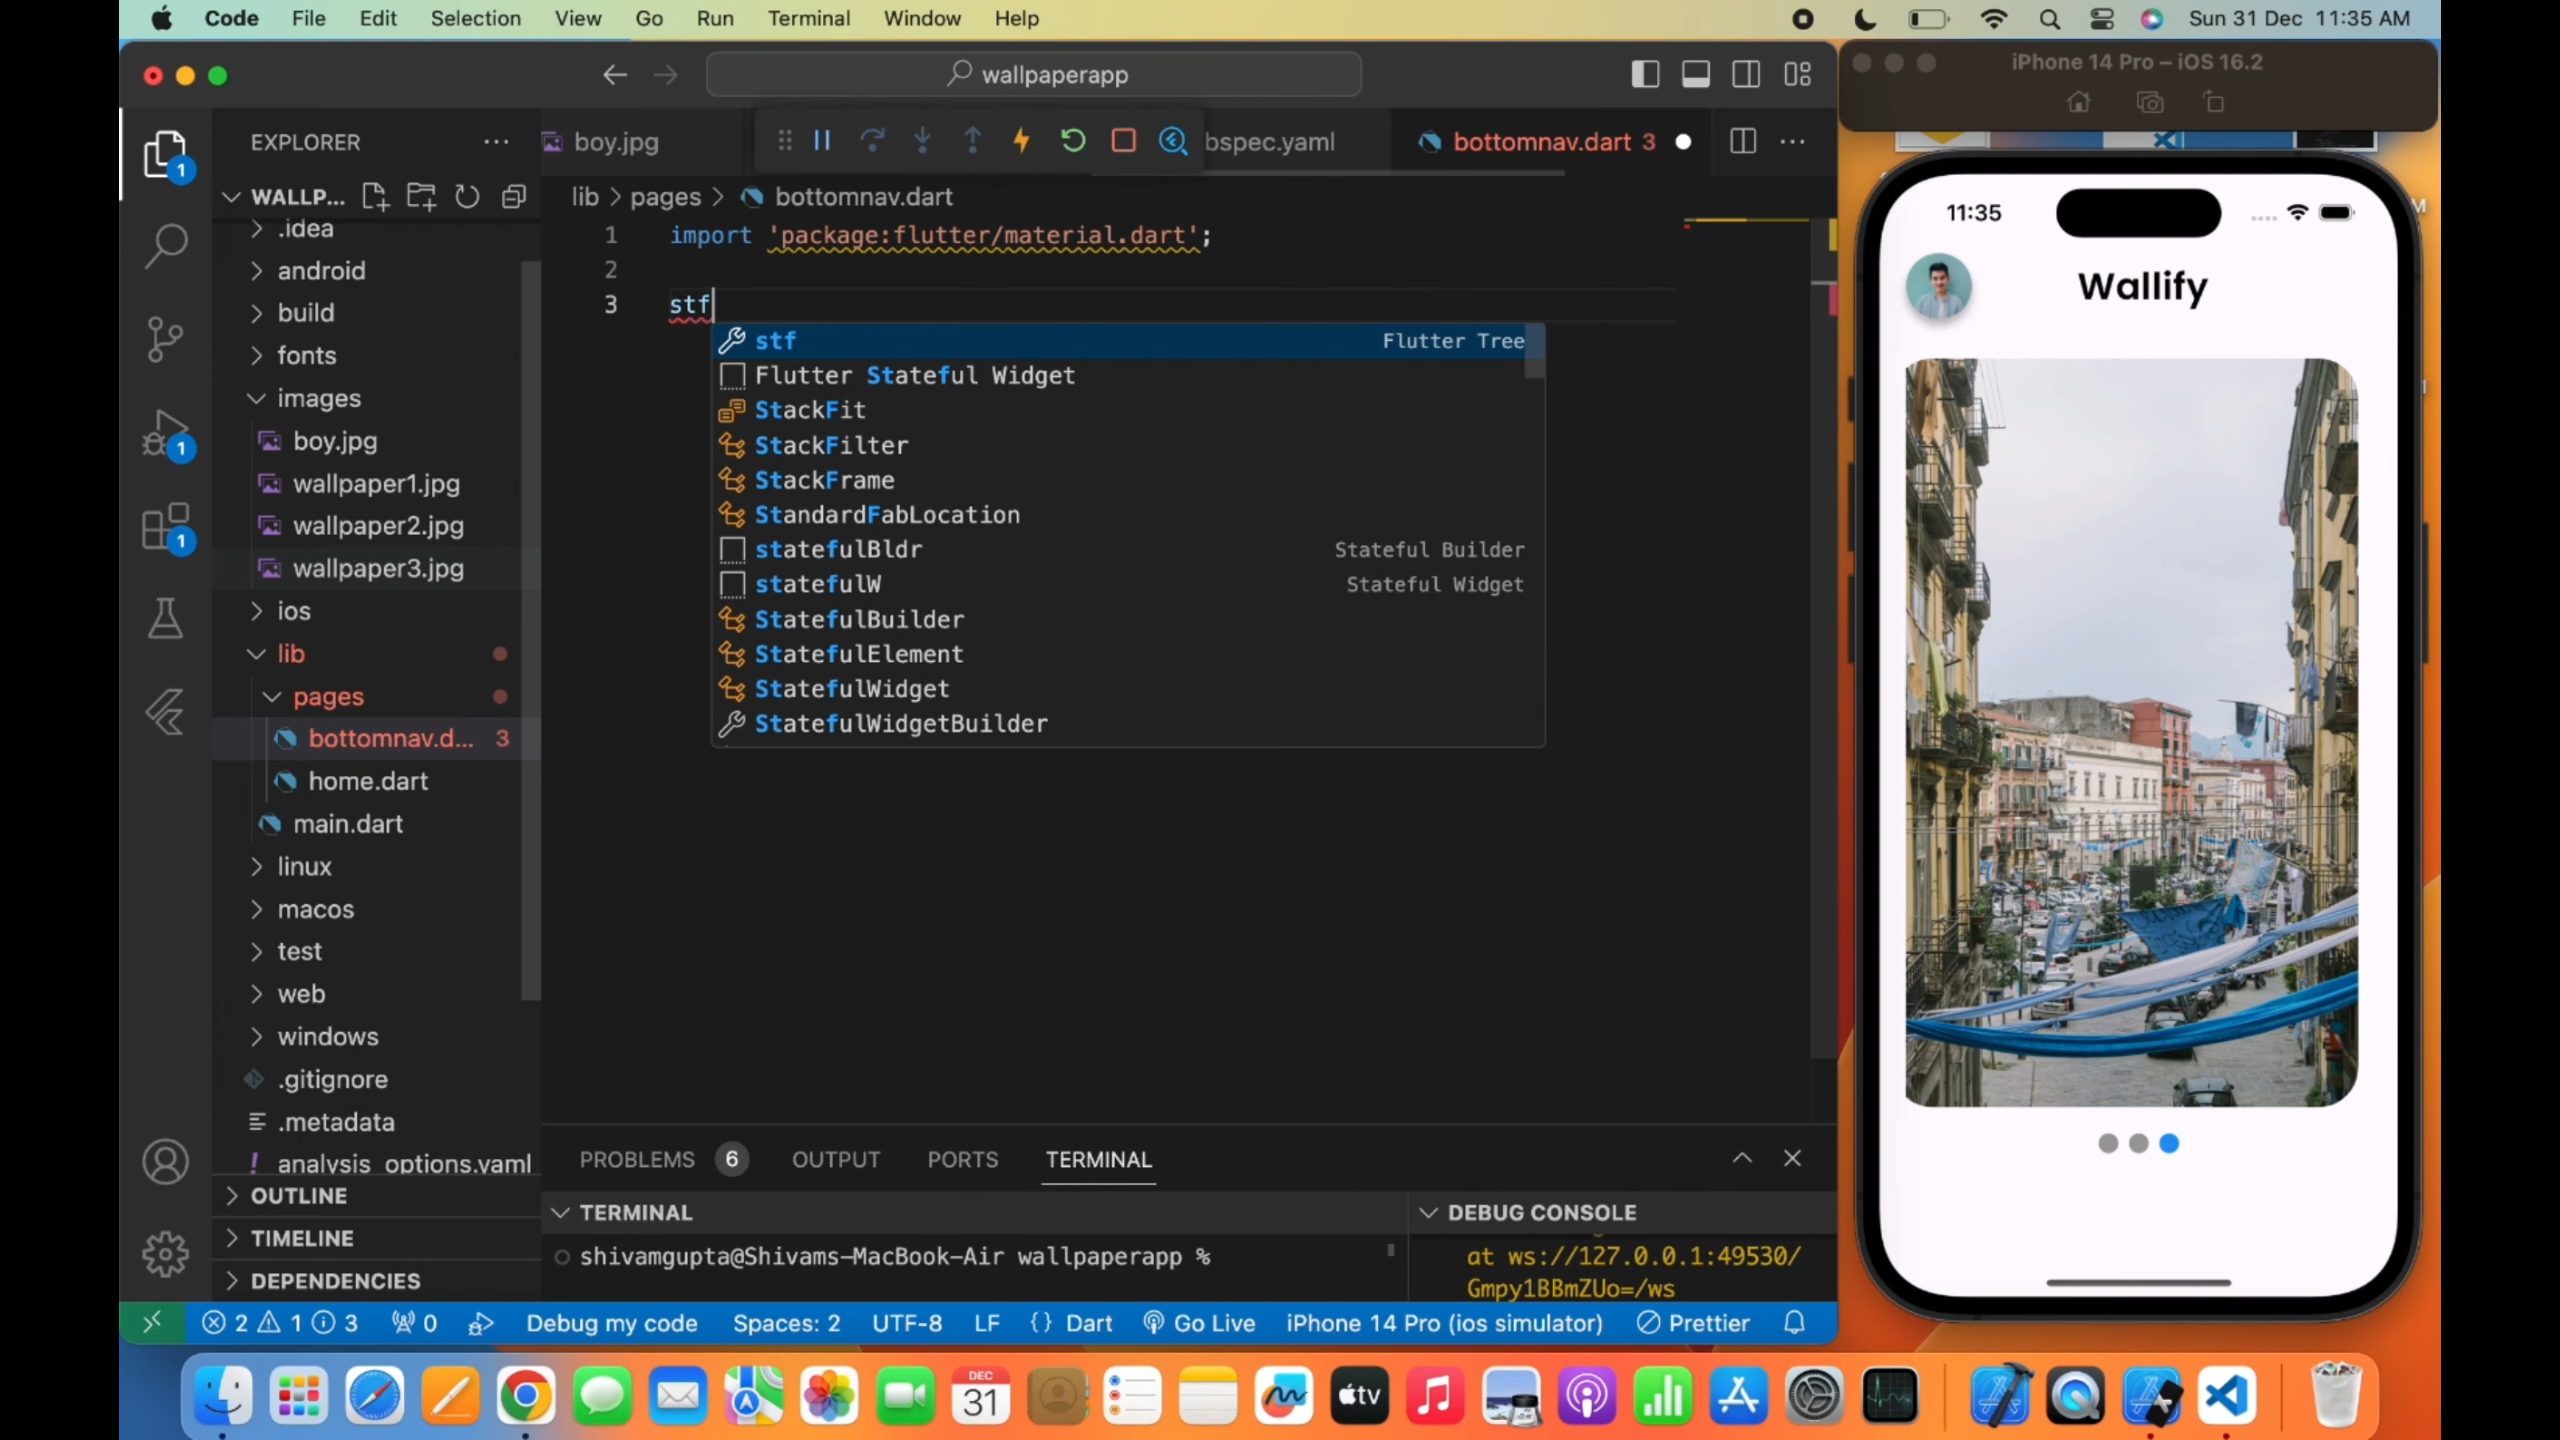 Code File Edit Selection View Go Run Terminal Window Help
Sun 31 Dec 11:35 AM
wallpaperapp
EXPLORER
boy.jpg
bspec.yaml
bottomnav.dart 3
WALLP...
.idea
android
build
fonts
images
boy.jpg
wallpaper1.jpg
wallpaper2.jpg
wallpaper3.jpg
ios
lib
pages
bottomnav.d... 3
home.dart
main.dart
linux
macos
test
web
windows
.gitignore
.metadata
analysis_options.yaml
OUTLINE
TIMELINE
DEPENDENCIES
1
1
1
lib > pages > bottomnav.dart
1 import 'package:flutter/material.dart';
2
3 stf
stf Flutter Tree
Flutter Stateful Widget
StackFit
StackFilter
StackFrame
StandardFabLocation
statefulBldr Stateful Builder
statefulW Stateful Widget
StatefulBuilder
StatefulElement
StatefulWidget
StatefulWidgetBuilder
PROBLEMS 6 OUTPUT PORTS TERMINAL
TERMINAL
shivamgupta@Shivams-MacBook-Air wallpaperapp %
DEBUG CONSOLE
at ws://127.0.0.1:49530/
Gmpy1BBmZUo=/ws
2 1 3 0 Debug my code Spaces: 2 UTF-8 LF {} Dart Go Live iPhone 14 Pro (ios simulator) Prettier
iPhone 14 Pro – iOS 16.2
11:35
Wallify
DEC
31
tv